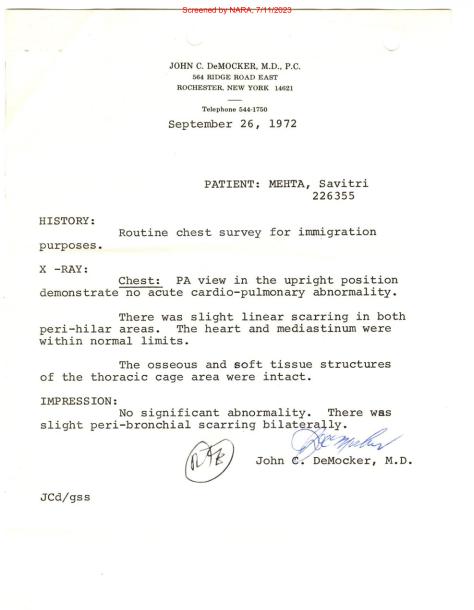 Screened by NARA, 7/11/2023
JOHN C. DeMOCKER, M.D., P.C.
564 RIDGE ROAD EAST
ROCHESTER, NEW YORK 14621
Telephone 544-1750
September 26, 1972
PATIENT: MEHTA, Savitri
226355
HISTORY:
Routine chest survey for immigration
purposes.
X -RAY:
Chest: PA view in the upright position
demonstrate no acute cardio-pulmonary abnormality.
There was slight linear scarring in both
peri-hilar areas. The heart and mediastinum were
within normal limits.
The osseous and soft tissue structures
of the thoracic cage area were intact.
IMPRESSION:
No significant abnormality. There was
slight peri-bronchial scarring bilaterally.
John C. DeMocker, M.D.
JCd/gss